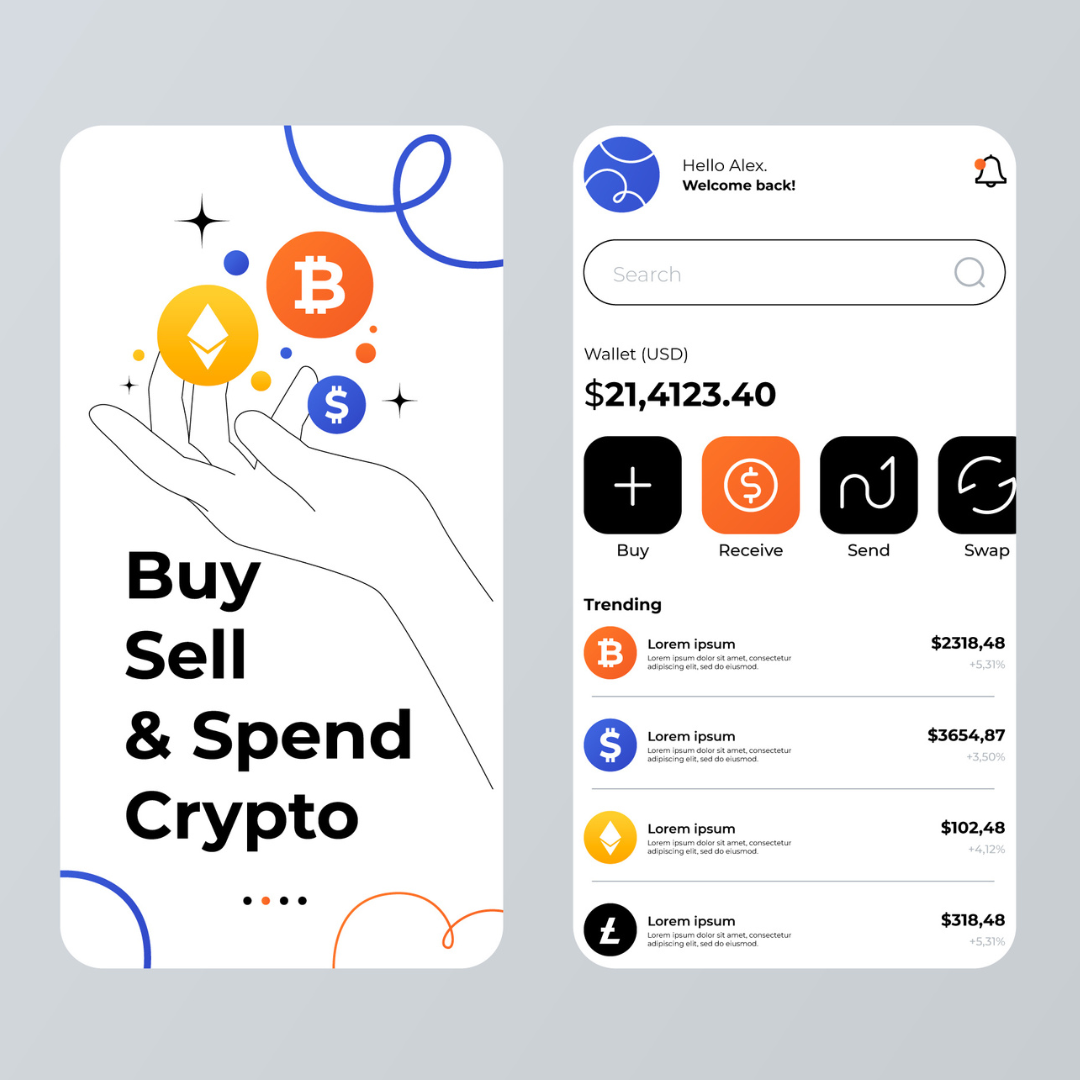 Buy
Sell
& Spend
Crypto
Hello Alex.
Welcome back!
Search
Wallet (USD)
$21,4123.40
Buy
Receive
Send
Swap
Trending
Lorem ipsum
Lorem ipsum dolor sit amet, consectetur
adipiscing elit, sed do eiusmod.
$2318,48
+5,31%
Lorem ipsum
Lorem ipsum dolor sit amet, consectetur
adipiscing elit, sed do eiusmod.
$3654,87
+3,50%
Lorem ipsum
Lorem ipsum dolor sit amet, consectetur
adipiscing elit, sed do eiusmod.
$102,48
+4,12%
Lorem ipsum
Lorem ipsum dolor sit amet, consectetur
adipiscing elit, sed do eiusmod.
$318,48
+5,31%